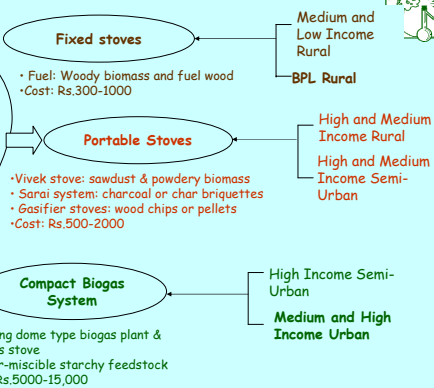 Fixed stoves
Medium and
Low Income
Rural
BPL Rural
• Fuel: Woody biomass and fuel wood
•Cost: Rs.300-1000
Portable Stoves
High and Medium
Income Rural
High and Medium
Income Semi-
Urban
•Vivek stove: sawdust & powdery biomass
• Sarai system: charcoal or char briquettes
• Gasifier stoves: wood chips or pellets
•Cost: Rs.500-2000
Compact Biogas
System
High Income Semi-
Urban
Medium and High
Income Urban
ng dome type biogas plant &
s stove
r-miscible starchy feedstock
Rs.5000-15,000